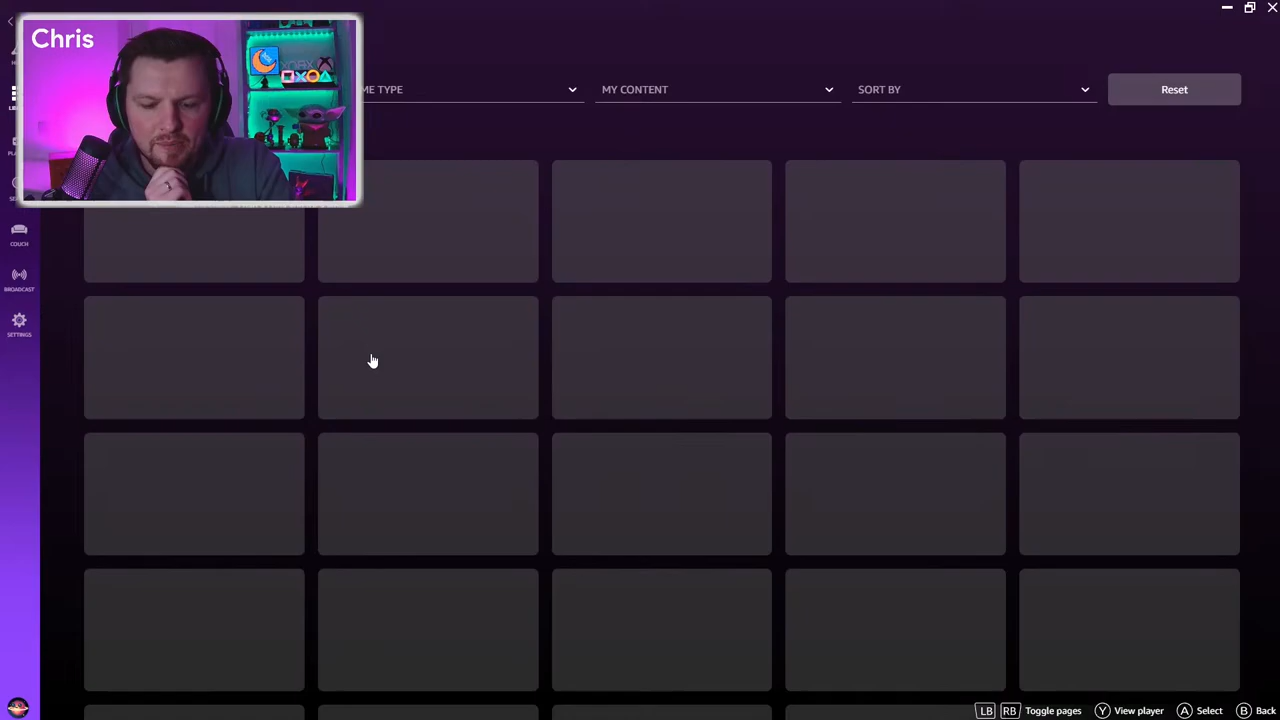 Chris
ME TYPE
MY CONTENT
SORT BY
Reset
COUCH
BROADCAST
SETTINGS
LB RB Toggle pages Y View player A Select B Back